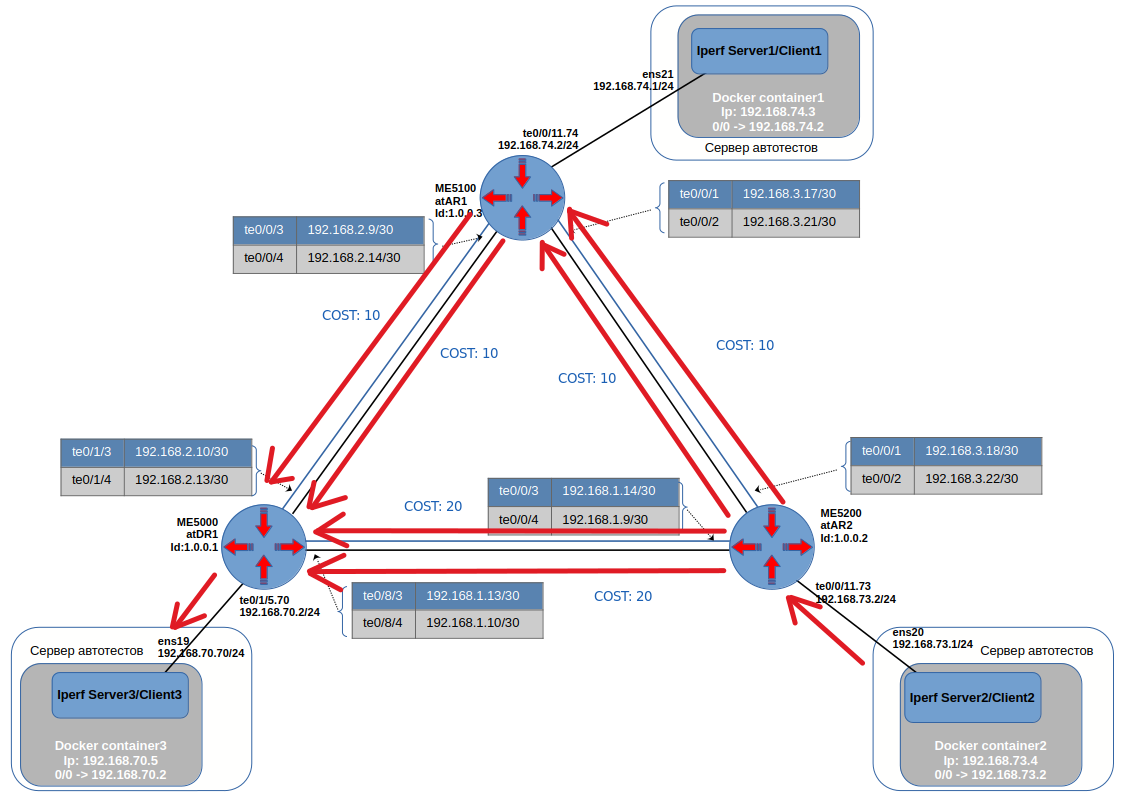 Iperf Server1/Client1
ens21
192.168.74.1/24
Docker container1
Ip: 192.168.74.3
0/0 -> 192.168.74.2
Сервер автотестов
te0/0/11.74
192.168.74.2/24
ME5100
atAR1
Id:1.0.0.3
te0/0/1 192.168.3.17/30
te0/0/2 192.168.3.21/30
te0/0/3 192.168.2.9/30
te0/0/4 192.168.2.14/30
COST: 10
COST: 10
COST: 10
COST: 10
te0/1/3 192.168.2.10/30
te0/1/4 192.168.2.13/30
te0/0/1 192.168.3.18/30
te0/0/2 192.168.3.22/30
COST: 20
te0/0/3 192.168.1.14/30
te0/0/4 192.168.1.9/30
ME5000
atDR1
Id:1.0.0.1
ME5200
atAR2
Id:1.0.0.2
te0/8/3 192.168.1.13/30
te0/8/4 192.168.1.10/30
COST: 20
te0/1/5.70
192.168.70.2/24
te0/0/11.73
192.168.73.2/24
ens19
192.168.70.70/24
Сервер автотестов
Iperf Server3/Client3
Docker container3
Ip: 192.168.70.5
0/0 -> 192.168.70.2
ens20
192.168.73.1/24
Сервер автотестов
Iperf Server2/Client2
Docker container2
Ip: 192.168.73.4
0/0 -> 192.168.73.2